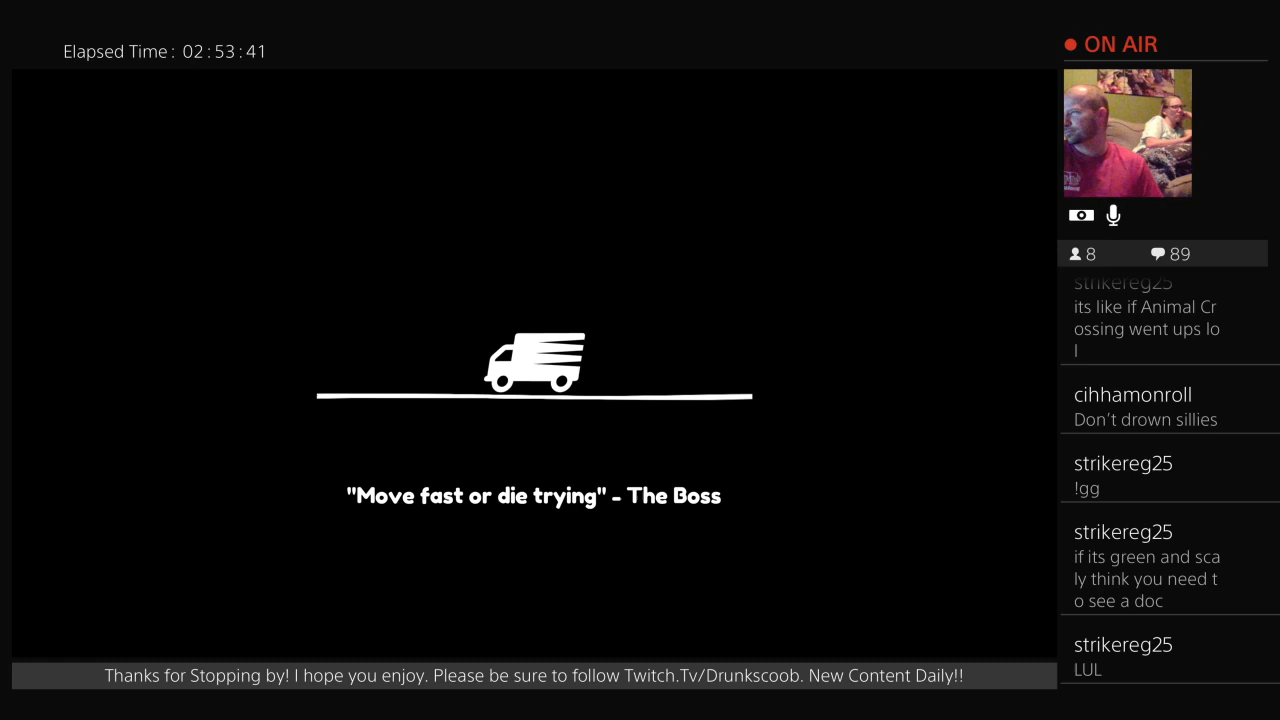 Elapsed Time: 02:53:41
ON AIR
8
89
strikereg25
its like if Animal Cr
ossing went ups lo
l
cihhamonroll
Don't drown sillies
strikereg25
!gg
strikereg25
if its green and sca
ly think you need t
o see a doc
strikereg25
LUL
"Move fast or die trying" - The Boss
Thanks for Stopping by! I hope you enjoy. Please be sure to follow Twitch.Tv/Drunkscoob. New Content Daily!!